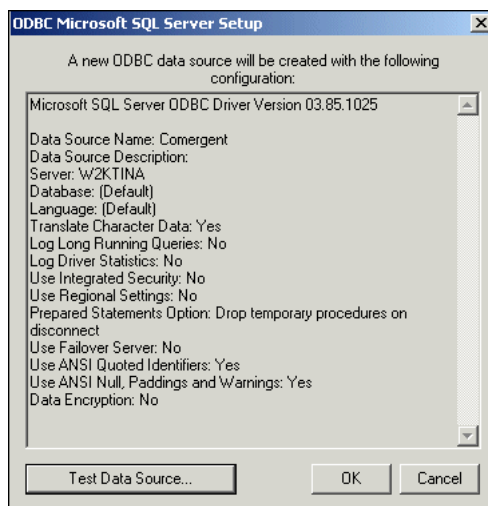 ODBC Microsoft SQL Server Setup
A new ODBC data source will be created with the following
configuration:
Microsoft SQL Server ODBC Driver Version 03.85.1025
Data Source Name: Comergent
Data Source Description:
Server: W2KTINA
Database: (Default)
Language: (Default)
Translate Character Data: Yes
Log Long Running Queries: No
Log Driver Statistics: No
Use Integrated Security: No
Use Regional Settings: No
Prepared Statements Option: Drop temporary procedures on
disconnect
Use Failover Server: No
Use ANSI Quoted Identifiers: Yes
Use ANSI Null, Paddings and Warnings: Yes
Data Encryption: No
Test Data Source... OK Cancel